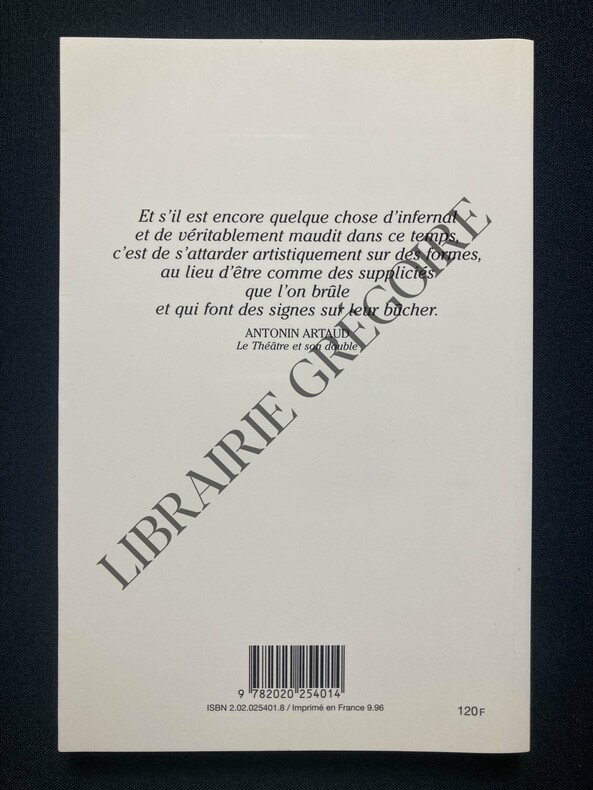 Et s'il est encore quelque chose d'infernal
et de véritablement maudit dans ce temps,
c'est de s'attarder artistiquement sur des formes,
au lieu d'être comme des suppliciés
que l'on brûle
et qui font des signes sur leur bûcher.
ANTONIN ARTAUD
Le Théâtre et son double
LIBRAIRIE GREGOIRE
9 782020 254014
ISBN 2.02.025401.8 / Imprimé en France 9.96
120F